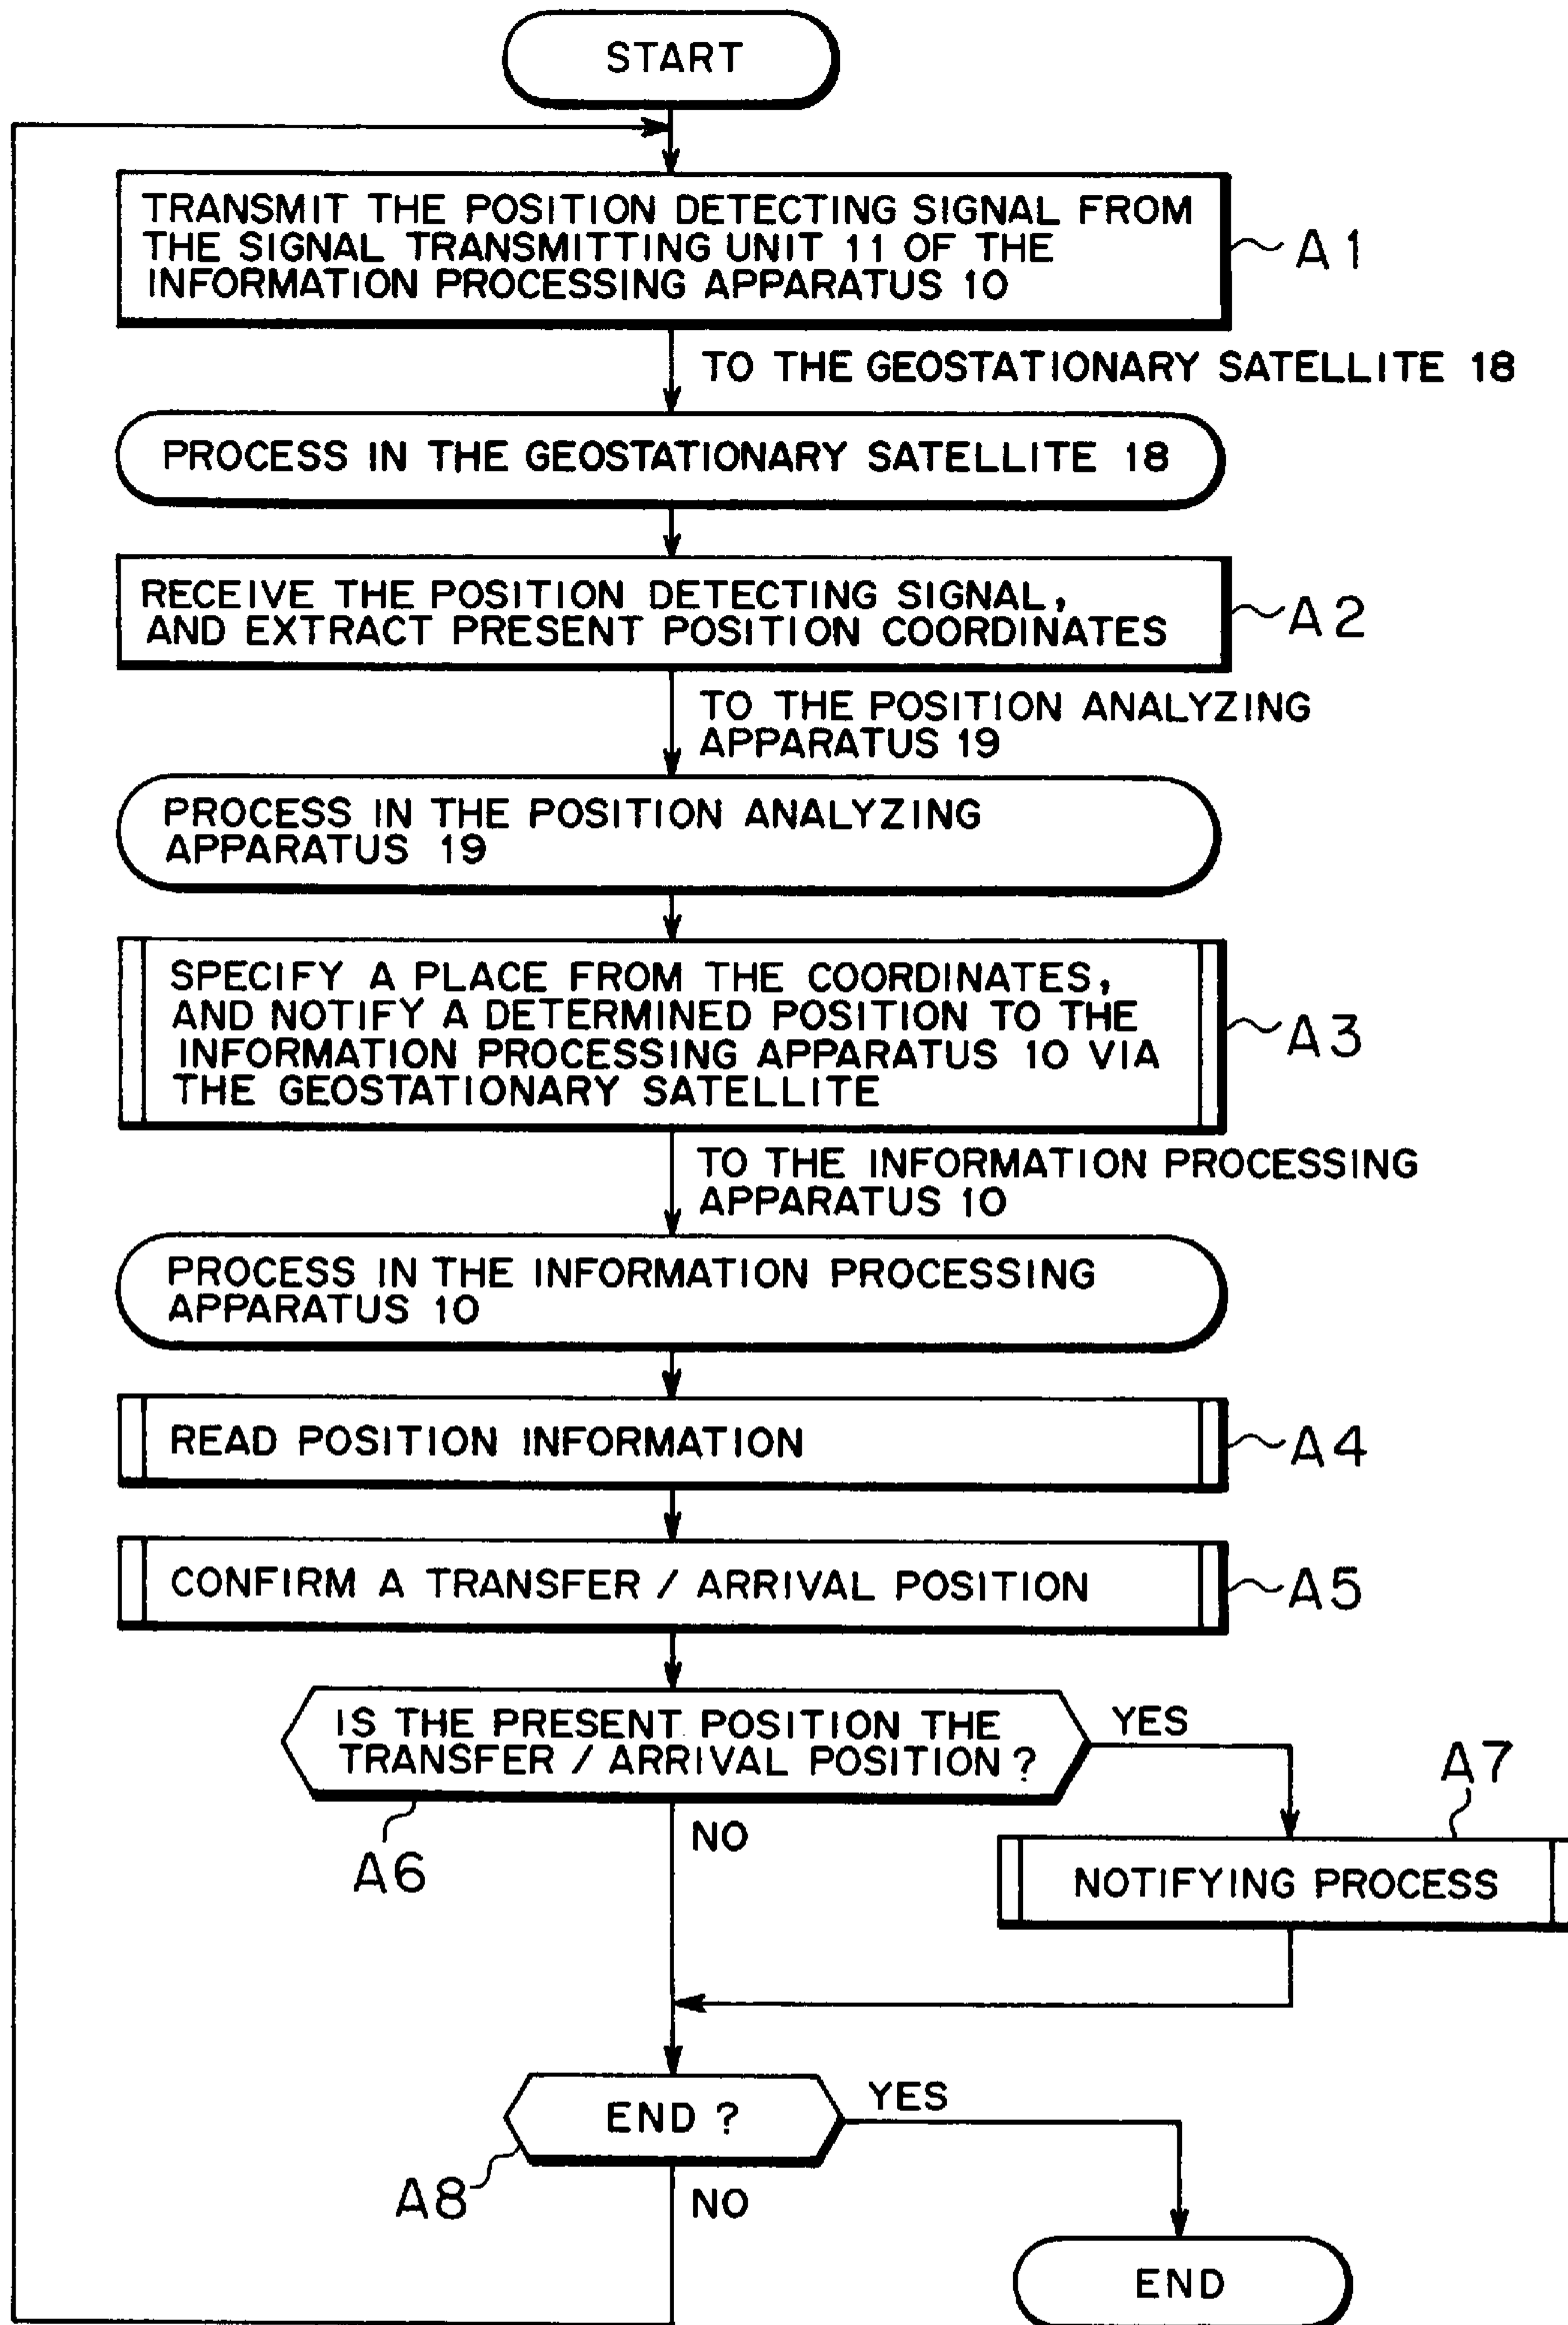 START
TRANSMIT THE POSITION DETECTING SIGNAL FROM
THE SIGNAL TRANSMITTING UNIT 11 OF THE
INFORMATION PROCESSING APPARATUS 10
A1
TO THE GEOSTATIONARY SATELLITE 18
PROCESS IN THE GEOSTATIONARY SATELLITE 18
RECEIVE THE POSITION DETECTING SIGNAL,
AND EXTRACT PRESENT POSITION COORDINATES
A2
TO THE POSITION ANALYZING
APPARATUS 19
PROCESS IN THE POSITION ANALYZING
APPARATUS 19
SPECIFY A PLACE FROM THE COORDINATES,
AND NOTIFY A DETERMINED POSITION TO THE
INFORMATION PROCESSING APPARATUS 10 VIA
THE GEOSTATIONARY SATELLITE
A3
TO THE INFORMATION PROCESSING
APPARATUS 10
PROCESS IN THE INFORMATION PROCESSING
APPARATUS 10
READ POSITION INFORMATION
A4
CONFIRM A TRANSFER / ARRIVAL POSITION
A5
IS THE PRESENT POSITION THE
TRANSFER / ARRIVAL POSITION ?
YES
A6
NO
A7
NOTIFYING PROCESS
END ?
YES
A8
NO
END